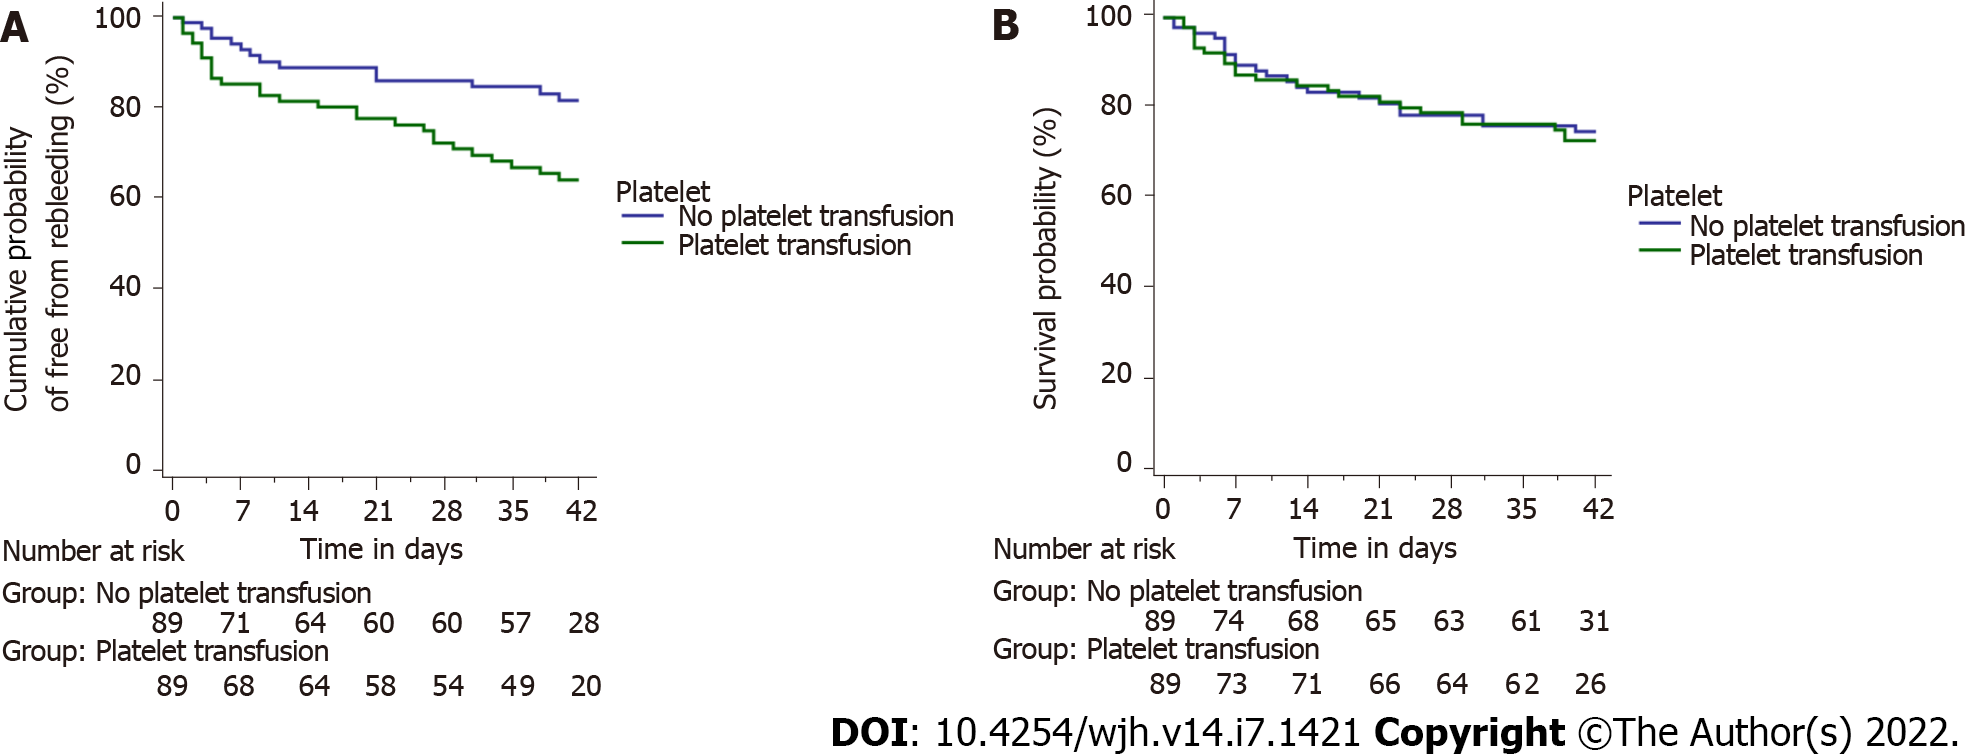 A
100
80
60
40
20
0
Cumulative probability
of free from rebleeding (%)
0 7 14 21 28 35 42
Time in days
Platelet
No platelet transfusion
Platelet transfusion
Number at risk
Group: No platelet transfusion
89 71 64 60 60 57 28
Group: Platelet transfusion
89 68 64 58 54 49 20
B
100
80
60
40
20
0
Survival probability (%)
0 7 14 21 28 35 42
Time in days
Platelet
No platelet transfusion
Platelet transfusion
Number at risk
Group: No platelet transfusion
89 74 68 65 63 61 31
Group: Platelet transfusion
89 73 71 66 64 62 26
DOI: 10.4254/wjh.v14.i7.1421 Copyright ©The Author(s) 2022.